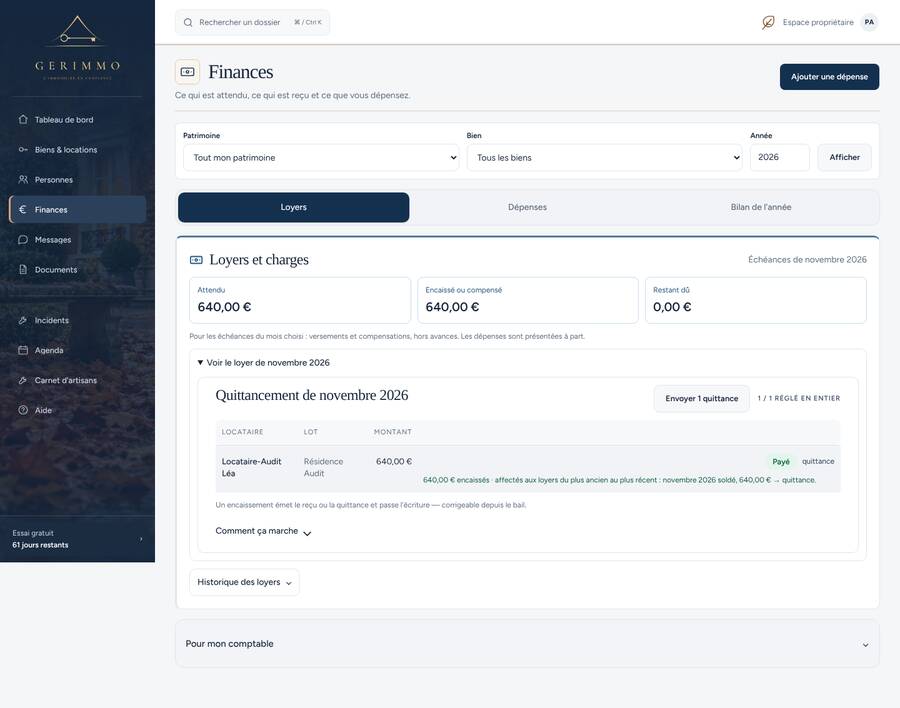 GERIMMO
L'IMMOBILIER EN CONFIANCE
Tableau de bord
Biens & locations
Personnes
Finances
Messages
Documents
Incidents
Agenda
Carnet d'artisans
Aide
Essai gratuit
61 jours restants
Rechercher un dossier
⌘ / Ctrl K
Espace propriétaire
PA
Finances
Ce qui est attendu, ce qui est reçu et ce que vous dépensez.
Ajouter une dépense
Patrimoine
Bien
Année
Tout mon patrimoine
Tous les biens
2026
Afficher
Loyers
Dépenses
Bilan de l'année
Loyers et charges
Échéances de novembre 2026
Attendu
640,00 €
Encaissé ou compensé
640,00 €
Restant dû
0,00 €
Pour les échéances du mois choisi : versements et compensations, hors avances. Les dépenses sont présentées à part.
▼ Voir le loyer de novembre 2026
Quittancement de novembre 2026
Envoyer 1 quittance
1 / 1 RÉGLÉ EN ENTIER
LOCATAIRE LOT MONTANT
Locataire-Audit
Léa
Résidence
Audit
640,00 €
Payé
quittance
640,00 € encaissés · affectés aux loyers du plus ancien au plus récent : novembre 2026 soldé, 640,00 € → quittance.
Un encaissement émet le reçu ou la quittance et passe l'écriture — corrigeable depuis le bail.
Comment ça marche
Historique des loyers
Pour mon comptable